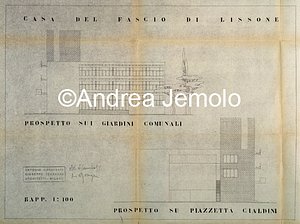 CASA DEL FASCIO DI LISSONE
©Andrea Jemolo
PROSPETTO SUI GIARDINI COMUNALI
RAPP. 1:100
PROSPETTO SU PIAZZETTA CIALDINI